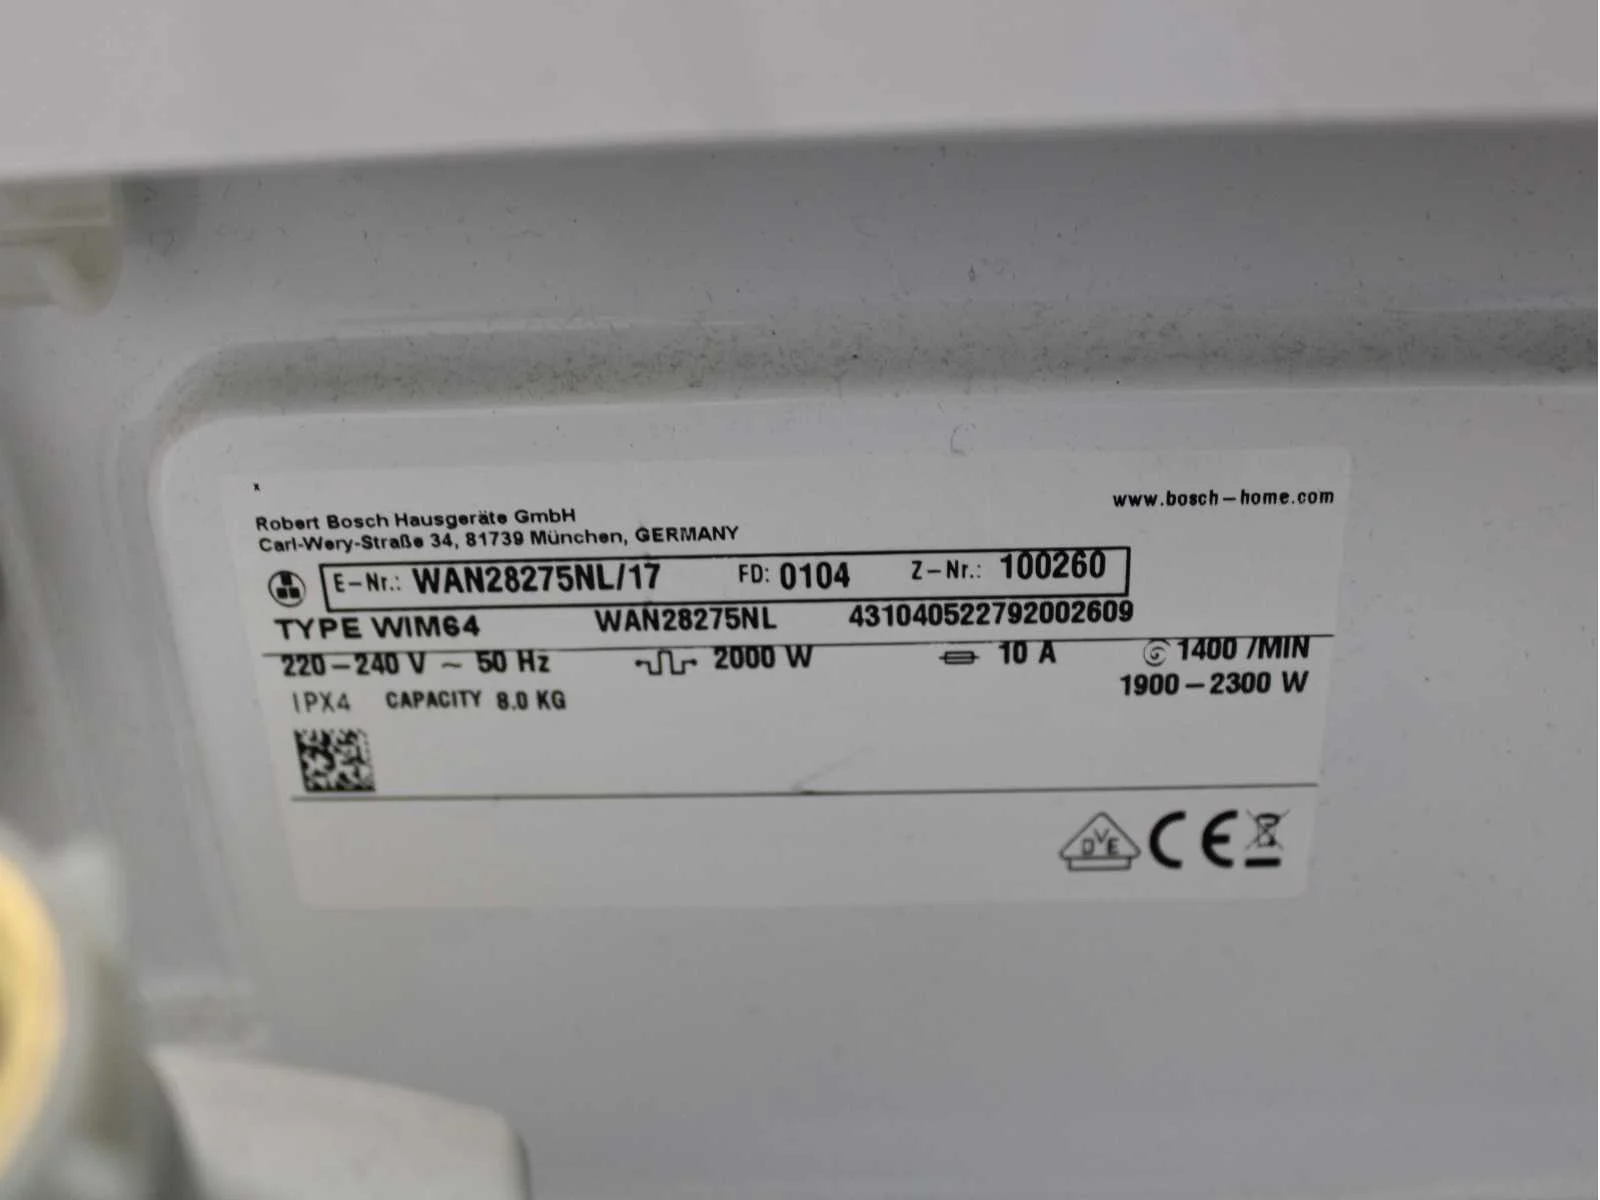 x
www.bosch-home.com
Robert Bosch Hausgeräte GmbH
Carl-Wery-Straße 34, 81739 München, GERMANY
E-Nr.: WAN28275NL/17 FD: 0104 Z-Nr.: 100260
TYPE WIM64 WAN28275NL 431040522792002609
220-240 V ~ 50 Hz 2000 W 10 A 1400 /MIN
IPX4 CAPACITY 8.0 KG 1900-2300 W
DVE CE